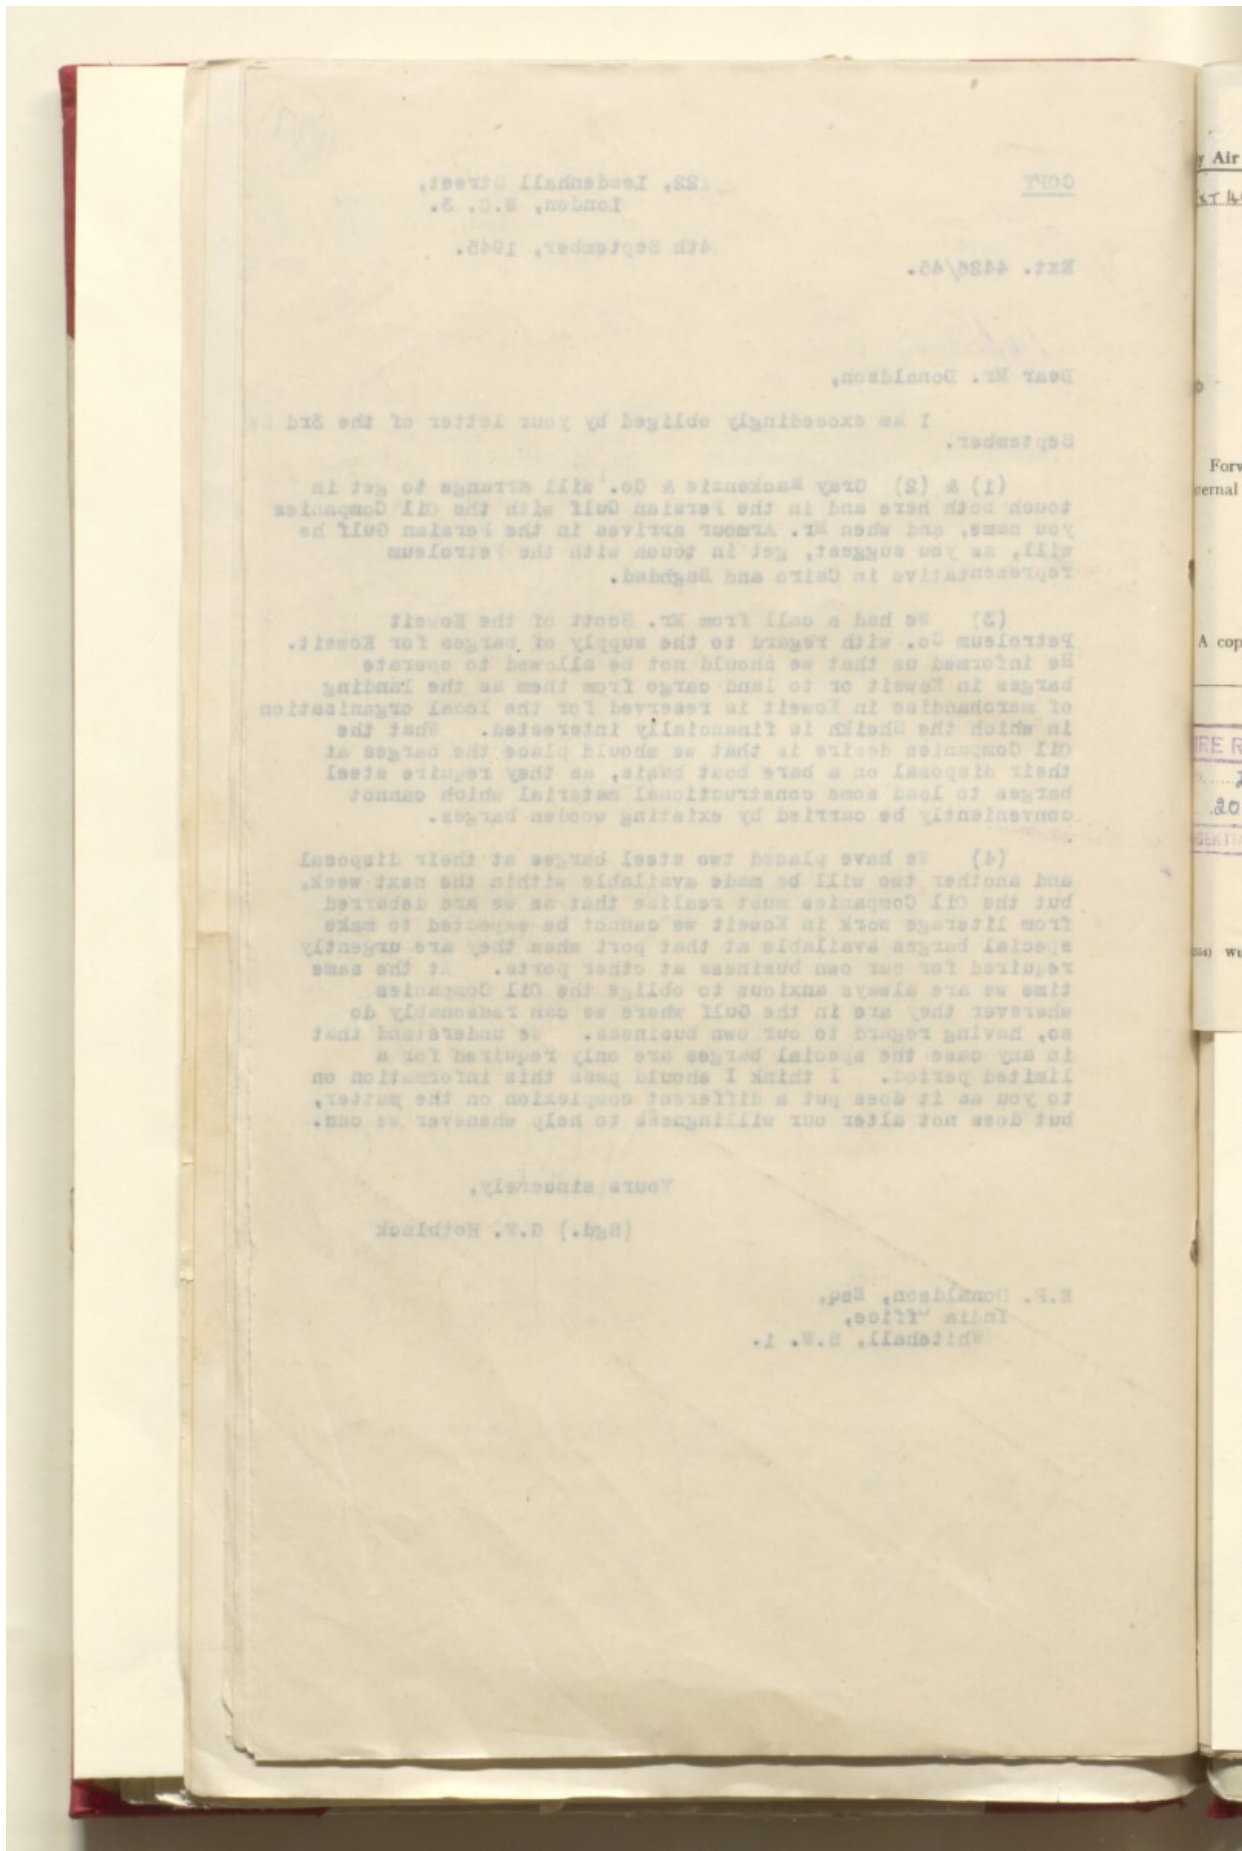 COPY
122, Leadenhall Street,
London, E.C. 3.
4th September, 1945.
Ext. 4426/45.
Dear Mr. Donaldson,
I am exceedingly obliged by your letter of the 3rd
September.
(1) & (2) Gray Mackenzie & Co. will arrange to get in
touch both here and in the Persian Gulf with the Oil Companies
you name, and when Mr. Armour arrives in the Persian Gulf he
will, as you suggest, get in touch with the Petroleum
representative in Cairo and Baghdad.
(3) We had a call from Mr. Scott of the Koweit
Petroleum Co. with regard to the supply of barges for Koweit.
He informed us that we should not be allowed to operate
barges in Koweit or to land cargo from them as the landing
of merchandise in Koweit is reserved for the local organisation
in which the Sheikh is financially interested. What the
Oil Companies desire is that we should place the barges at
their disposal on a bare boat basis, as they require steel
barges to load some constructional material which cannot
conveniently be carried by existing wooden barges.
(4) We have placed two steel barges at their disposal
and another two will be made available within the next week,
but the Oil Companies must realise that as we are debarred
from literage work in Koweit we cannot be expected to make
special barges available at that port when they are urgently
required for our own business at other ports. At the same
time we are always anxious to oblige the Oil Companies
wherever they are in the Gulf where we can reasonably do
so, having regard to our own business. We understand that
in any case the special barges are only required for a
limited period. I think I should pass this information on
to you as it does put a different complexion on the matter,
but does not alter our willingness to help whenever we can.
Yours sincerely,
(Sgd.) G.F. Hotblack
E.P. Donaldson, Esq,
India Office,
Whitehall, S.W. 1.
y Air
Forw
ternal
A cop
20